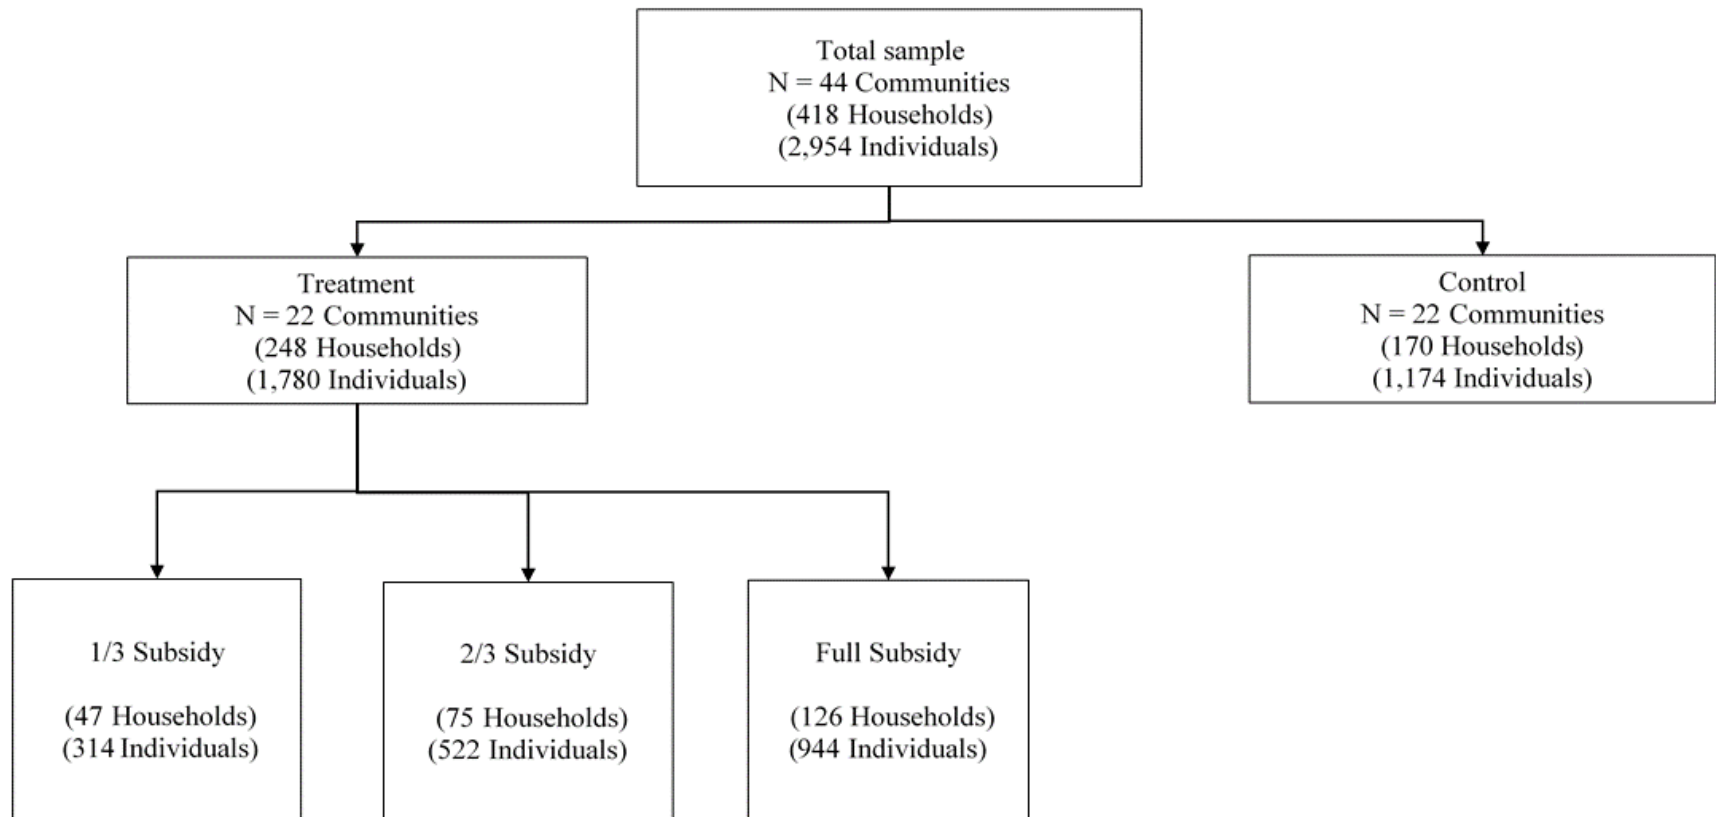 Total sample
N = 44 Communities
(418 Households)
(2,954 Individuals)
Treatment
N = 22 Communities
(248 Households)
(1,780 Individuals)
Control
N = 22 Communities
(170 Households)
(1,174 Individuals)
1/3 Subsidy
(47 Households)
(314 Individuals)
2/3 Subsidy
(75 Households)
(522 Individuals)
Full Subsidy
(126 Households)
(944 Individuals)